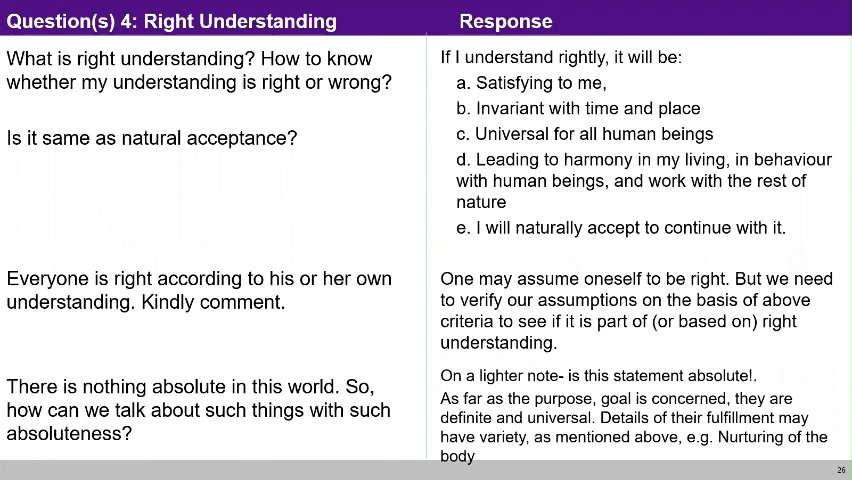 Question(s) 4: Right Understanding
Response
What is right understanding? How to know
whether my understanding is right or wrong?
Is it same as natural acceptance?
If I understand rightly, it will be:
a. Satisfying to me,
b. Invariant with time and place
c. Universal for all human beings
d. Leading to harmony in my living, in behaviour
with human beings, and work with the rest of
nature
e. I will naturally accept to continue with it.
Everyone is right according to his or her own
understanding. Kindly comment.
One may assume oneself to be right. But we need
to verify our assumptions on the basis of above
criteria to see if it is part of (or based on) right
understanding.
There is nothing absolute in this world. So,
how can we talk about such things with such
absoluteness?
On a lighter note- is this statement absolute!.
As far as the purpose, goal is concerned, they are
definite and universal. Details of their fulfillment may
have variety, as mentioned above, e.g. Nurturing of the
body
26